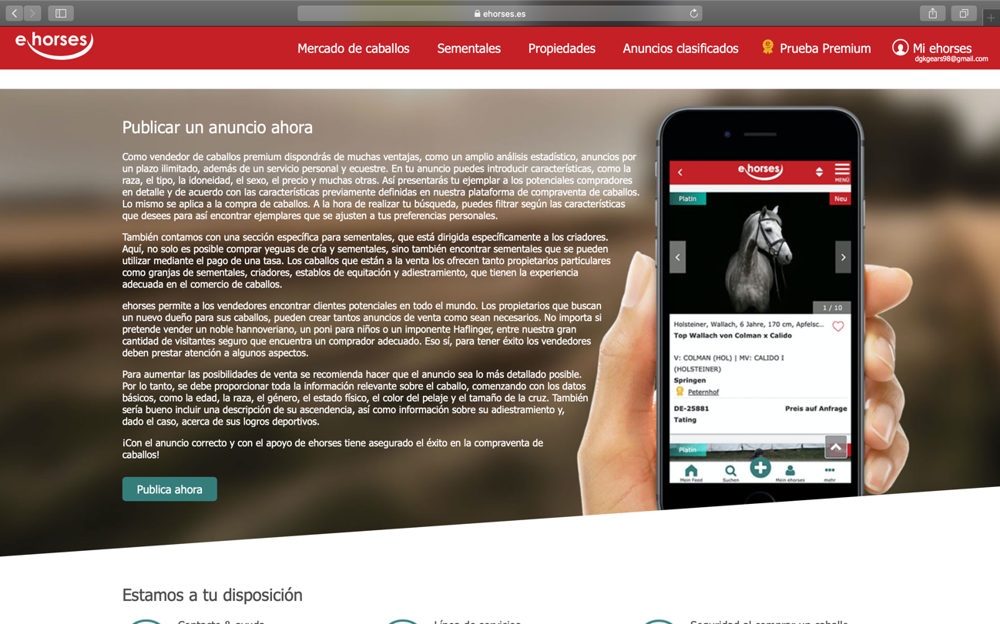 ehorses.es
ehorses
Mercado de caballos
Sementales
Propiedades
Anuncios clasificados
Prueba Premium
Mi ehorses
dgkgears98@gmail.com
Publicar un anuncio ahora
Como vendedor de caballos premium dispondrás de muchas ventajas, como un amplio análisis estadístico, anuncios por
un plazo ilimitado, además de un servicio personal y ecuestre. En tu anuncio puedes introducir características, como la
raza, el tipo, la idoneidad, el sexo, el precio y muchas otras. Así presentarás tu ejemplar a los potenciales compradores
en detalle y de acuerdo con las características previamente definidas en nuestra plataforma de compraventa de caballos.
Lo mismo se aplica a la compra de caballos. A la hora de realizar tu búsqueda, puedes filtrar según las características
que desees para así encontrar ejemplares que se ajusten a tus preferencias personales.
También contamos con una sección específica para sementales, que está dirigida específicamente a los criadores.
Aquí, no solo es posible comprar yeguas de cría y sementales, sino también encontrar sementales que se pueden
utilizar mediante el pago de una tasa. Los caballos que están a la venta los ofrecen tanto propietarios particulares
como granjas de sementales, criadores, establos de equitación y adiestramiento, que tienen la experiencia
adecuada en el comercio de caballos.
ehorses permite a los vendedores encontrar clientes potenciales en todo el mundo. Los propietarios que buscan
un nuevo dueño para sus caballos, pueden crear tantos anuncios de venta como sean necesarios. No importa si
pretende vender un noble hannoveriano, un poni para niños o un imponente Haflinger, entre nuestra gran
cantidad de visitantes seguro que encuentra un comprador adecuado. Eso sí, para tener éxito los vendedores
deben prestar atención a algunos aspectos.
Para aumentar las posibilidades de venta se recomienda hacer que el anuncio sea lo más detallado posible.
Por lo tanto, se debe proporcionar toda la información relevante sobre el caballo, comenzando con los datos
básicos, como la edad, la raza, el género, el estado físico, el color del pelaje y el tamaño de la cruz. También
sería bueno incluir una descripción de su ascendencia, así como información sobre su adiestramiento y,
dado el caso, acerca de sus logros deportivos.
¡Con el anuncio correcto y con el apoyo de ehorses tiene asegurado el éxito en la compraventa de
caballos!
Publica ahora
ehorses
MENÜ
Platin
Neu
1 / 10
Holsteiner, Wallach, 6 Jahre, 170 cm, Apfelsc...
Top Wallach von Colman x Calido
V: COLMAN (HOL) | MV: CALIDO I
(HOLSTEINER)
Springen
Peternhof
DE-25881
Preis auf Anfrage
Tating
Platin
Mein Feed
Suchen
Mein ehorses
mehr
Estamos a tu disposición
Contacto & ayuda
Línea de servicios
Seguridad al comprar un caballo